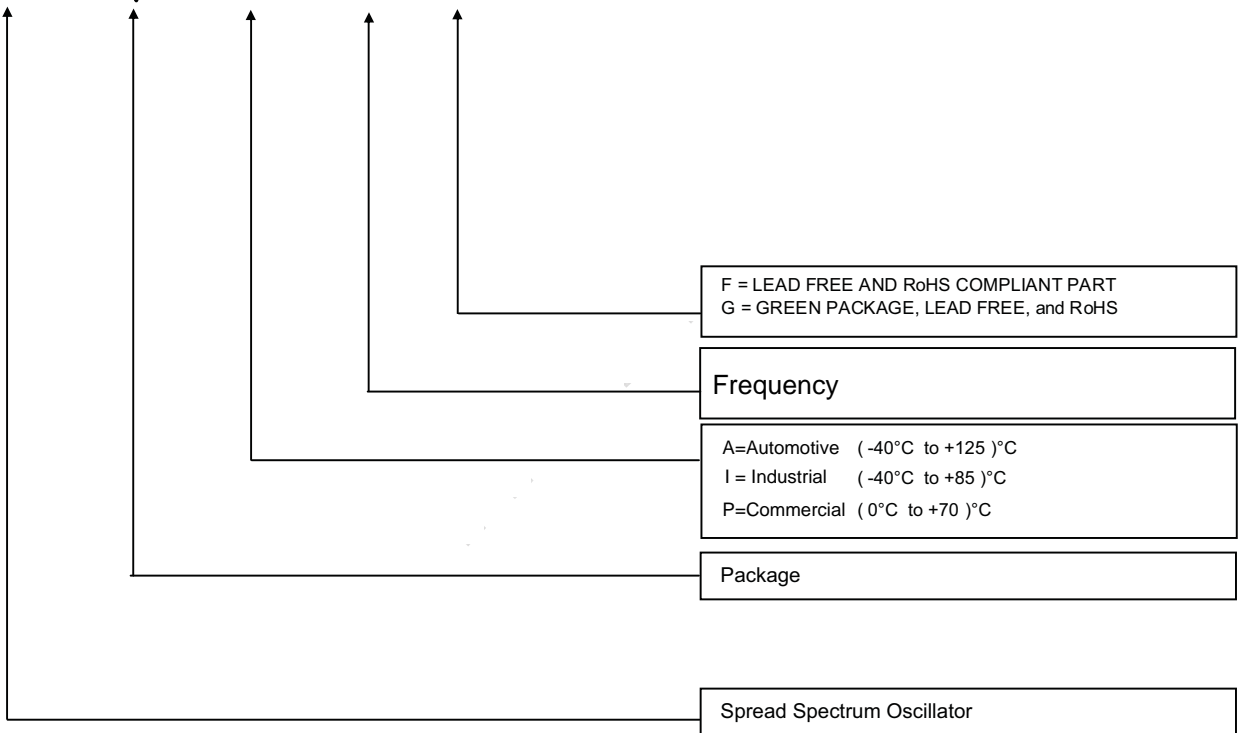 F = LEAD FREE AND RoHS COMPLIANT PART
G = GREEN PACKAGE, LEAD FREE, and RoHS
Frequency
A=Automotive ( -40°C to +125 )°C
I = Industrial ( -40°C to +85 )°C
P=Commercial ( 0°C to +70 )°C
Package
Spread Spectrum Oscillator